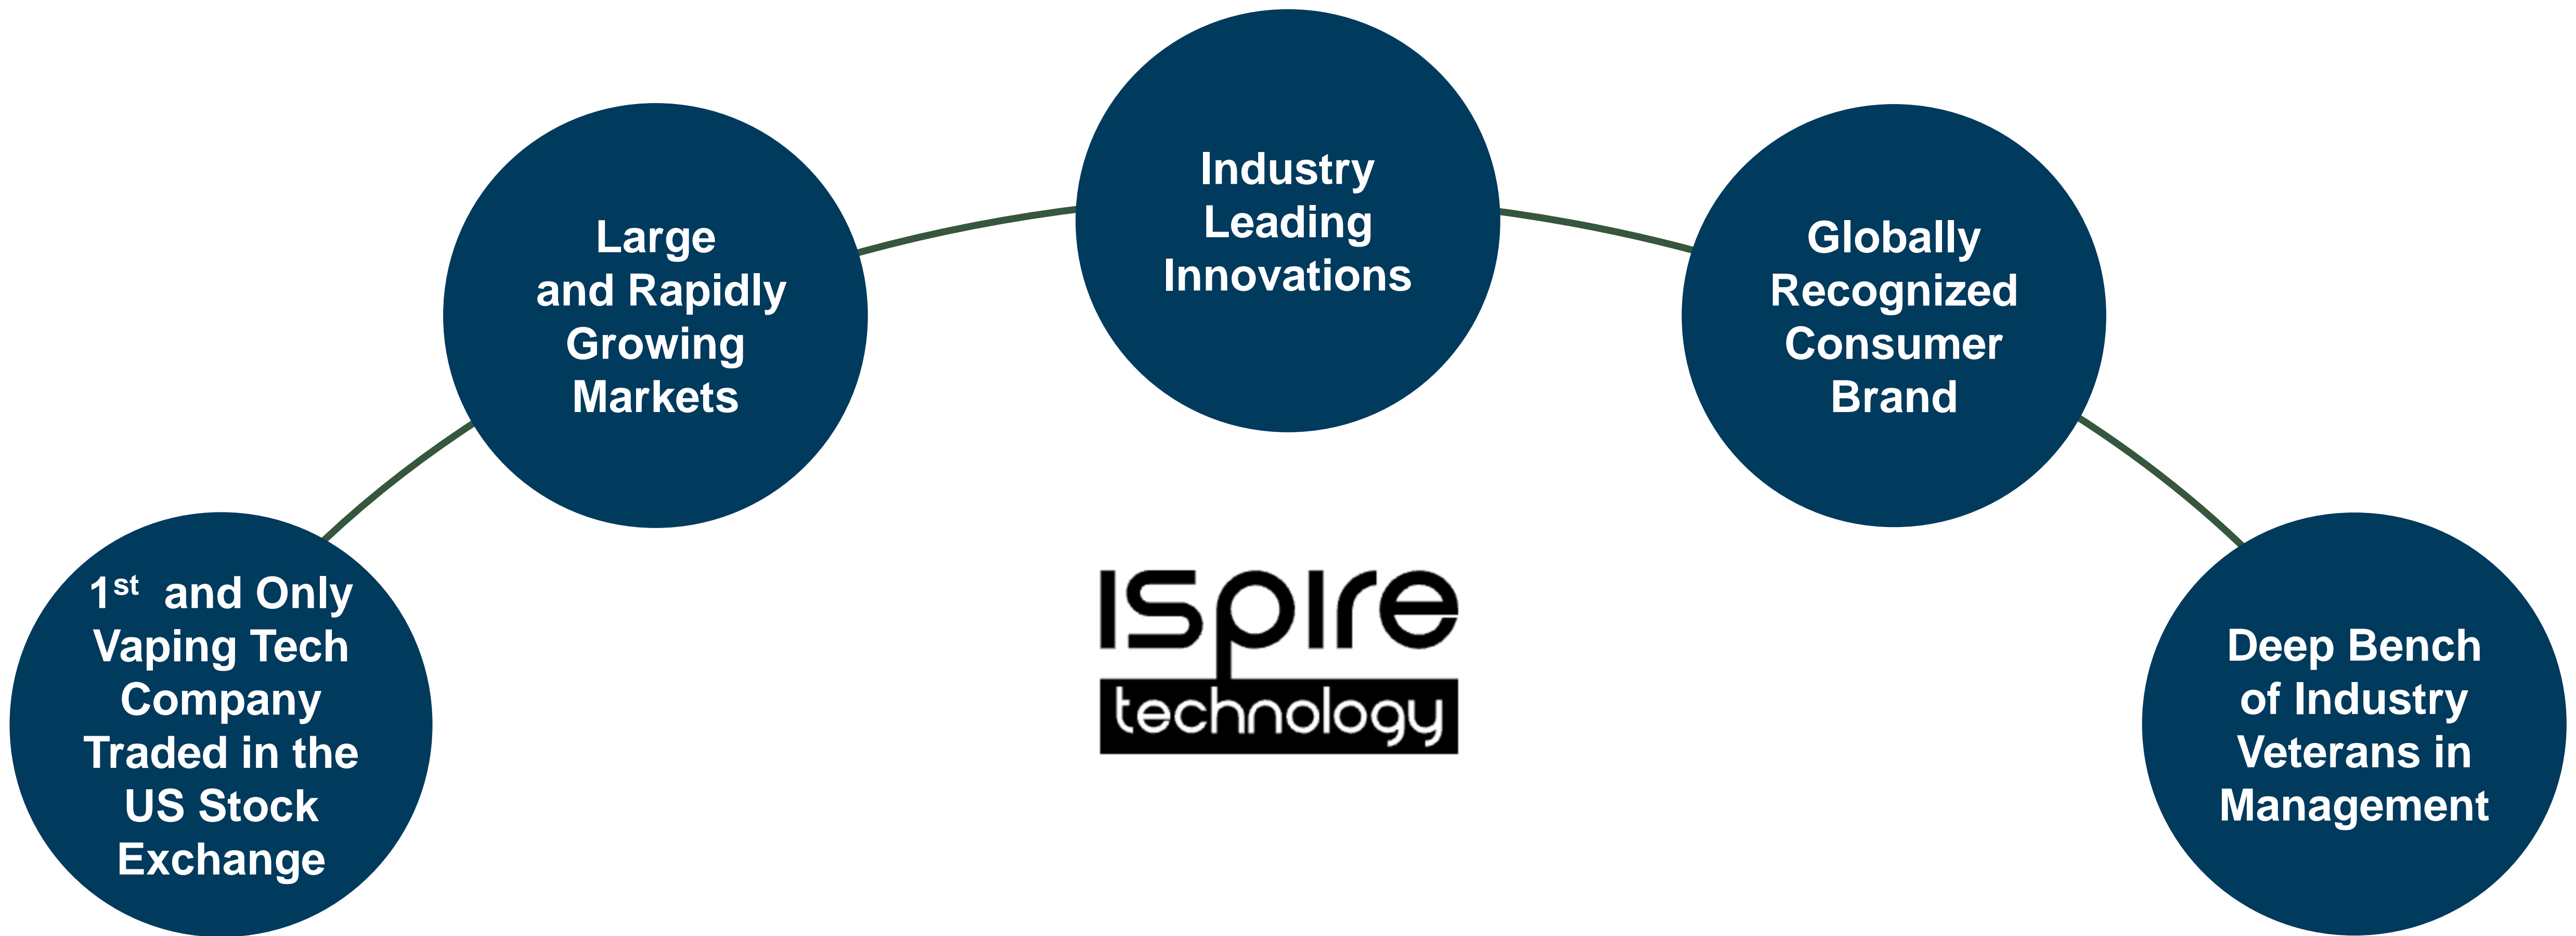 1st and Only
Vaping Tech
Company
Traded in the
US Stock
Exchange
Large
and Rapidly
Growing
Markets
Industry
Leading
Innovations
Globally
Recognized
Consumer
Brand
Deep Bench
of Industry
Veterans in
Management
ıspıre
technology